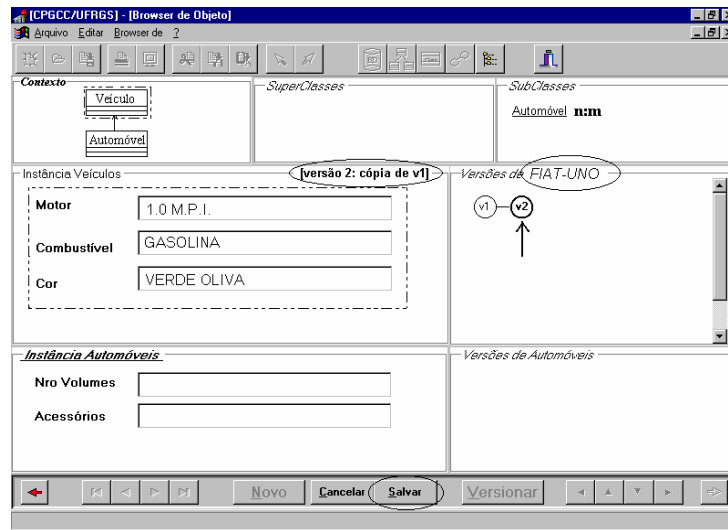 [CPGCC/UFRGS] - [Browser de Objeto]
Arquivo Editar Browser de ?
Contexto
Veículo
Automóvel
SuperClasses
SubClasses
Automóvel n:m
Instância Veículos
[versão 2: cópia de v1]
Motor
1.0 M.P.I.
Combustível
GASOLINA
Cor
VERDE OLIVA
Versões de FIAT-UNO
v1
v2
Instância Automóveis
Nro Volumes
Acessórios
Versões de Automóveis
Novo
Cancelar
Salvar
Versionar